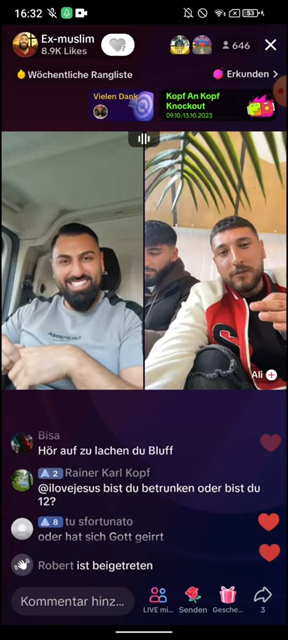 16:32
Ex-muslim
8.9K Likes
646
Wöchentliche Rangliste
Erkunden >
Vielen Dank
Kopf An Kopf
Knockout
09.10-13.10.2023
Ali
Bisa
Hör auf zu lachen du Bluff
2 Rainer Karl Kopf
@ilovejesus bist du betrunken oder bist du
12?
8 tu sfortunato
oder hat sich Gott geirrt
Robert ist beigetreten
Kommentar hinz...
LIVE mi...
Senden
Gesche...
3